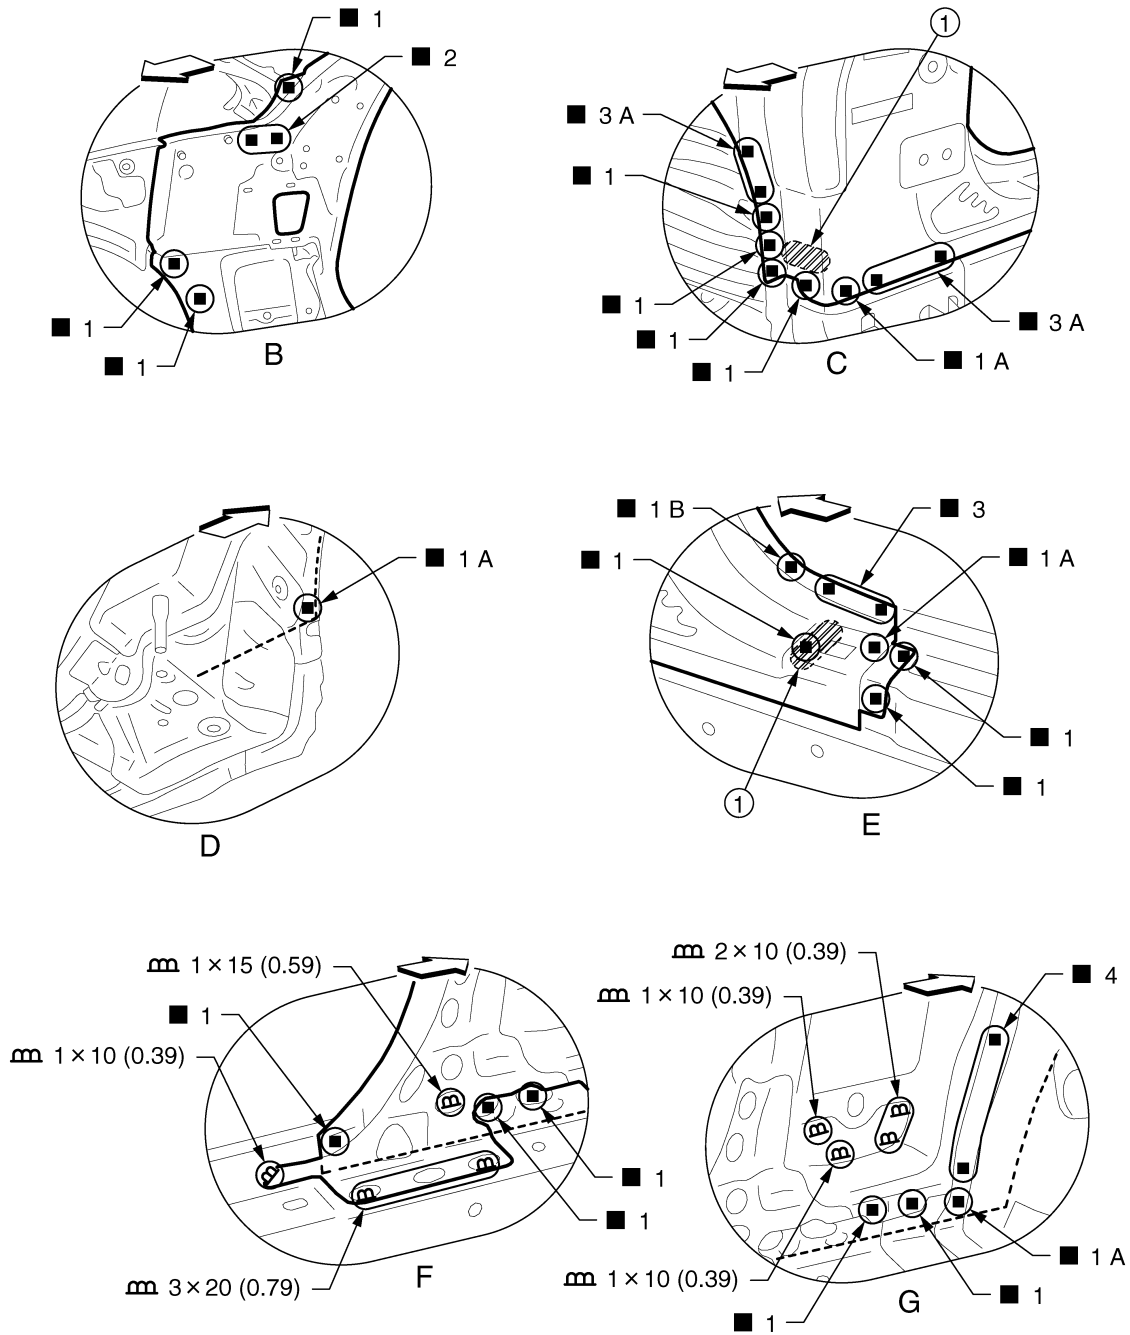 ■ 1
■ 2
■ 1
■ 1
B
1
■ 3 A
■ 1
■ 1
■ 1
■ 1
■ 3 A
■ 1 A
C
■ 1 A
D
■ 1 B
■ 3
■ 1
■ 1 A
■ 1
■ 1
1
E
1×15 (0.59)
■ 1
1×10 (0.39)
■ 1
■ 1
3×20 (0.79)
F
2×10 (0.39)
1×10 (0.39)
■ 4
■ 1 A
1×10 (0.39)
■ 1
■ 1
G